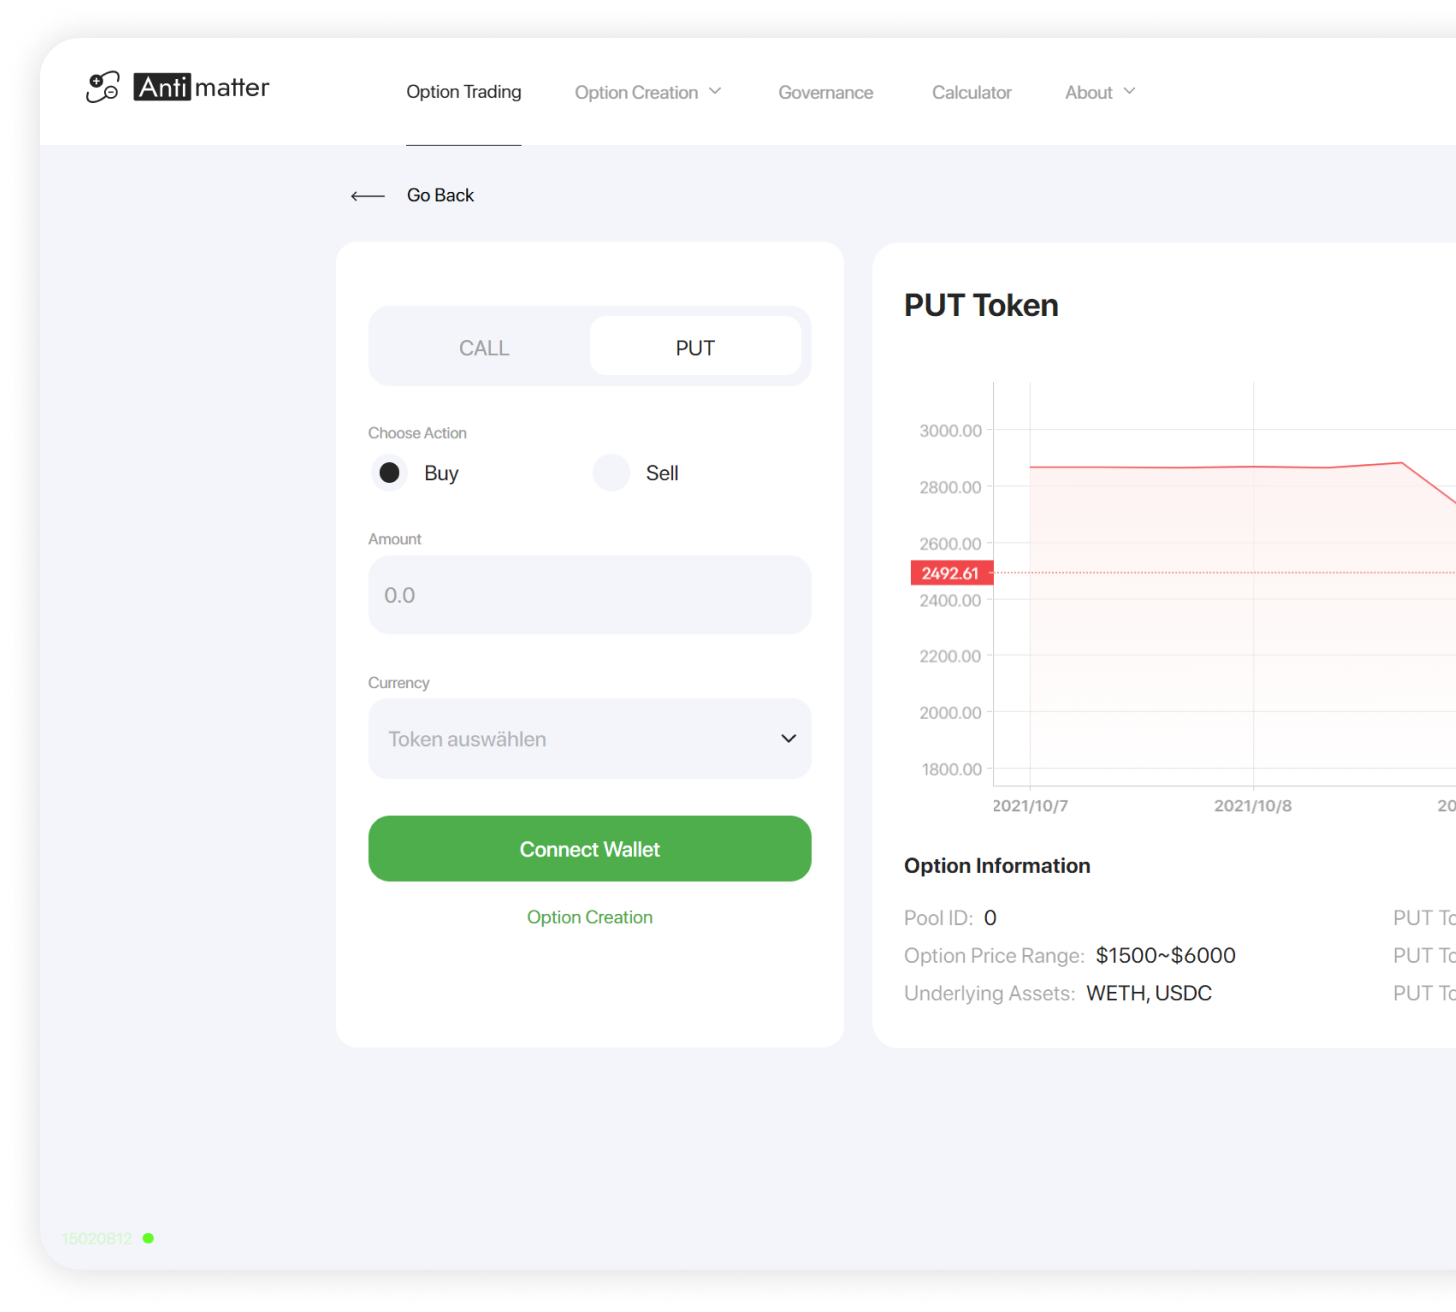 Antimatter
Option Trading Option Creation Governance Calculator About
Go Back
CALL PUT
Choose Action
Buy Sell
Amount
0.0
Currency
Token auswählen
Connect Wallet
Option Creation
PUT Token
3000.00
2800.00
2600.00
2492.61
2400.00
2200.00
2000.00
1800.00
2021/10/7 2021/10/8 20
Option Information
Pool ID: 0 PUT To
Option Price Range: $1500~$6000 PUT To
Underlying Assets: WETH, USDC PUT To
15020812